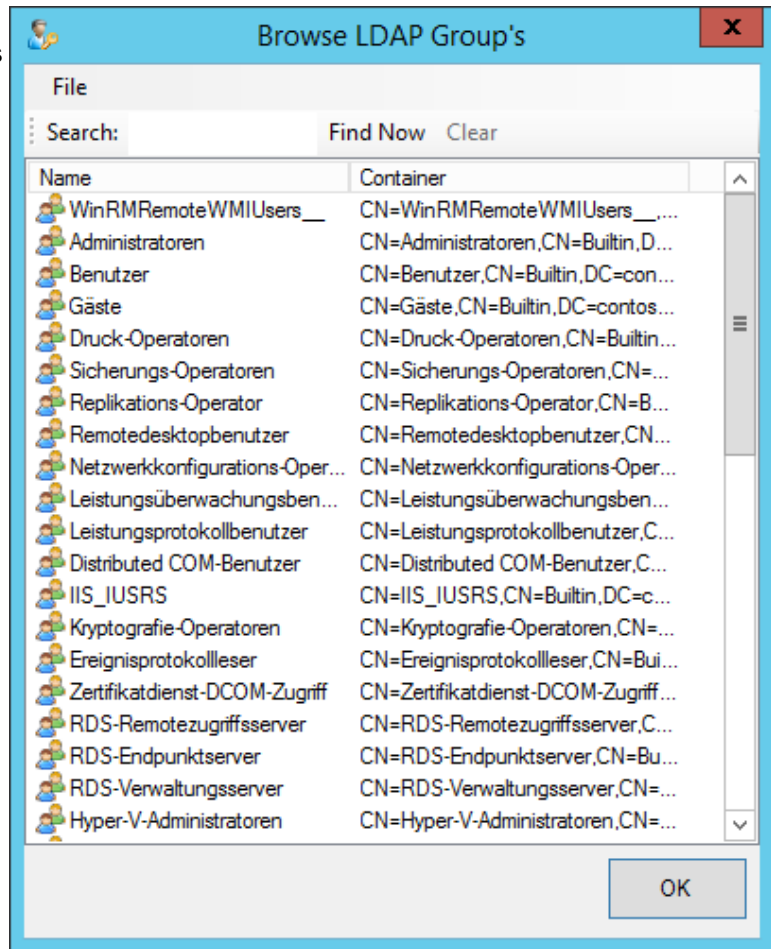 Browse LDAP Group's
x
s
File
Search: Find Now Clear
Name Container
WinRMRemoteWMIUsers__ CN=WinRMRemoteWMIUsers__,...
Administratoren CN=Administratoren,CN=Builtin,D...
Benutzer CN=Benutzer,CN=Builtin,DC=con...
Gäste CN=Gäste,CN=Builtin,DC=contos...
Druck-Operatoren CN=Druck-Operatoren,CN=Builtin...
Sicherungs-Operatoren CN=Sicherungs-Operatoren,CN=...
Replikations-Operator CN=Replikations-Operator,CN=B...
Remotedesktopbenutzer CN=Remotedesktopbenutzer,CN...
Netzwerkkonfigurations-Oper... CN=Netzwerkkonfigurations-Oper...
Leistungsüberwachungsben... CN=Leistungsüberwachungsben...
Leistungsprotokollbenutzer CN=Leistungsprotokollbenutzer,C...
Distributed COM-Benutzer CN=Distributed COM-Benutzer,C...
IIS_IUSRS CN=IIS_IUSRS,CN=Builtin,DC=c...
Kryptografie-Operatoren CN=Kryptografie-Operatoren,CN=...
Ereignisprotokollleser CN=Ereignisprotokollleser,CN=Bui...
Zertifikatdienst-DCOM-Zugriff CN=Zertifikatdienst-DCOM-Zugriff...
RDS-Remotezugriffsserver CN=RDS-Remotezugriffsserver,C...
RDS-Endpunktserver CN=RDS-Endpunktserver,CN=Bu...
RDS-Verwaltungsserver CN=RDS-Verwaltungsserver,CN=...
Hyper-V-Administratoren CN=Hyper-V-Administratoren,CN=...
OK